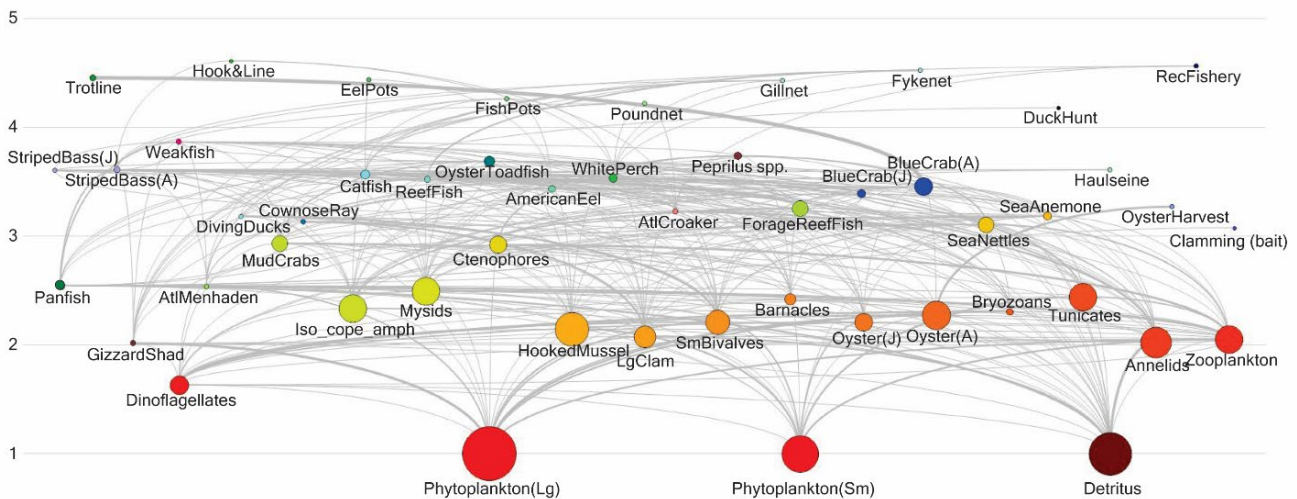 5
Hook&Line
Trotline
EelPots
Gillnet
Fykenet
RecFishery
FishPots
Poundnet
DuckHunt
4
StripedBass(J)
Weakfish
StripedBass(A)
OysterToadfish
WhitePerch
Peprilus spp.
BlueCrab(A)
Catfish
ReefFish
BlueCrab(J)
Haulseine
AmericanEel
CownoseRay
DivingDucks
AtlCroaker
ForageReefFish
SeaAnemone
OysterHarvest
3
MudCrabs
Ctenophores
SeaNettles
Clamming (bait)
Panfish
AtlMenhaden
Iso_cope_amph
Mysids
Barnacles
Bryozoans
Tunicates
2
GizzardShad
HookedMussel
LgClam
SmBivalves
Oyster(J)
Oyster(A)
Annelids
Zooplankton
Dinoflagellates
1
Phytoplankton(Lg)
Phytoplankton(Sm)
Detritus